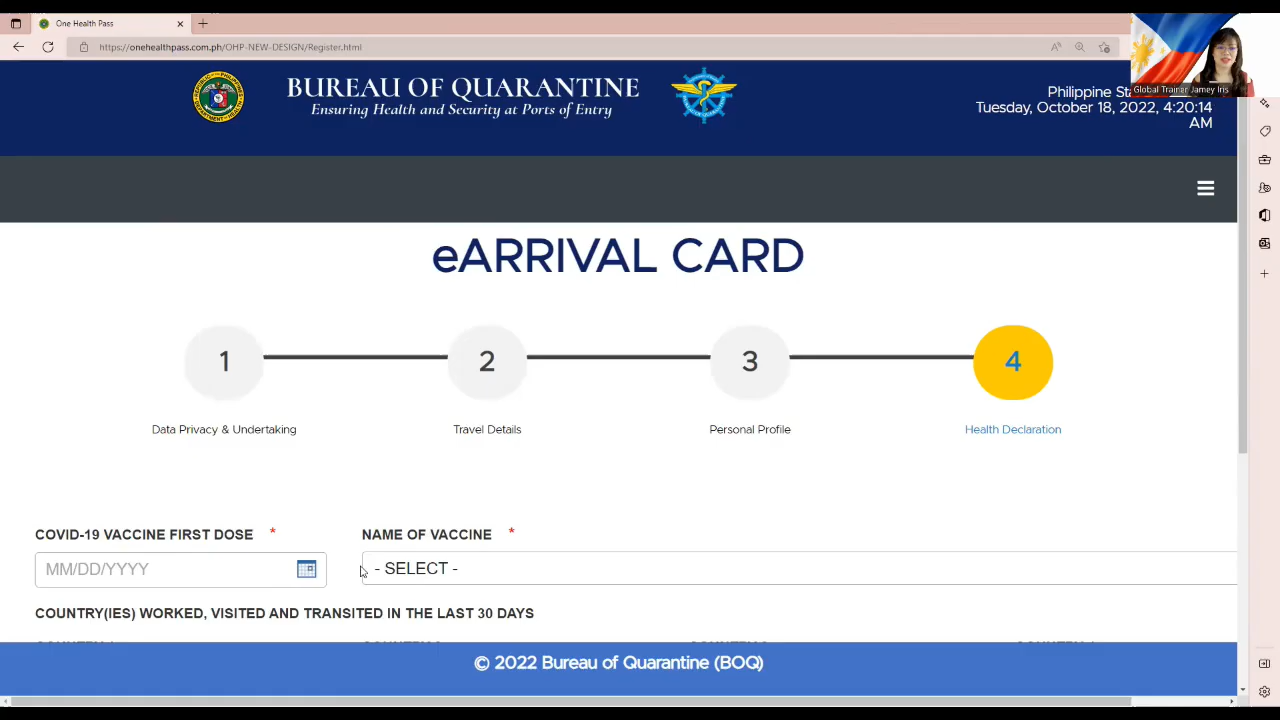 One Health Pass
https://onehealthpass.com.ph/OHP-NEW-DESIGN/Register.html
Global Trainer Jamey Iris
BUREAU OF QUARANTINE
Ensuring Health and Security at Ports of Entry
Philippine Sta
Tuesday, October 18, 2022, 4:20:14
AM
eARRIVAL CARD
1
2
3
4
Data Privacy & Undertaking
Travel Details
Personal Profile
Health Declaration
COVID-19 VACCINE FIRST DOSE *
NAME OF VACCINE *
MM/DD/YYYY
- SELECT -
COUNTRY(IES) WORKED, VISITED AND TRANSITED IN THE LAST 30 DAYS
© 2022 Bureau of Quarantine (BOQ)